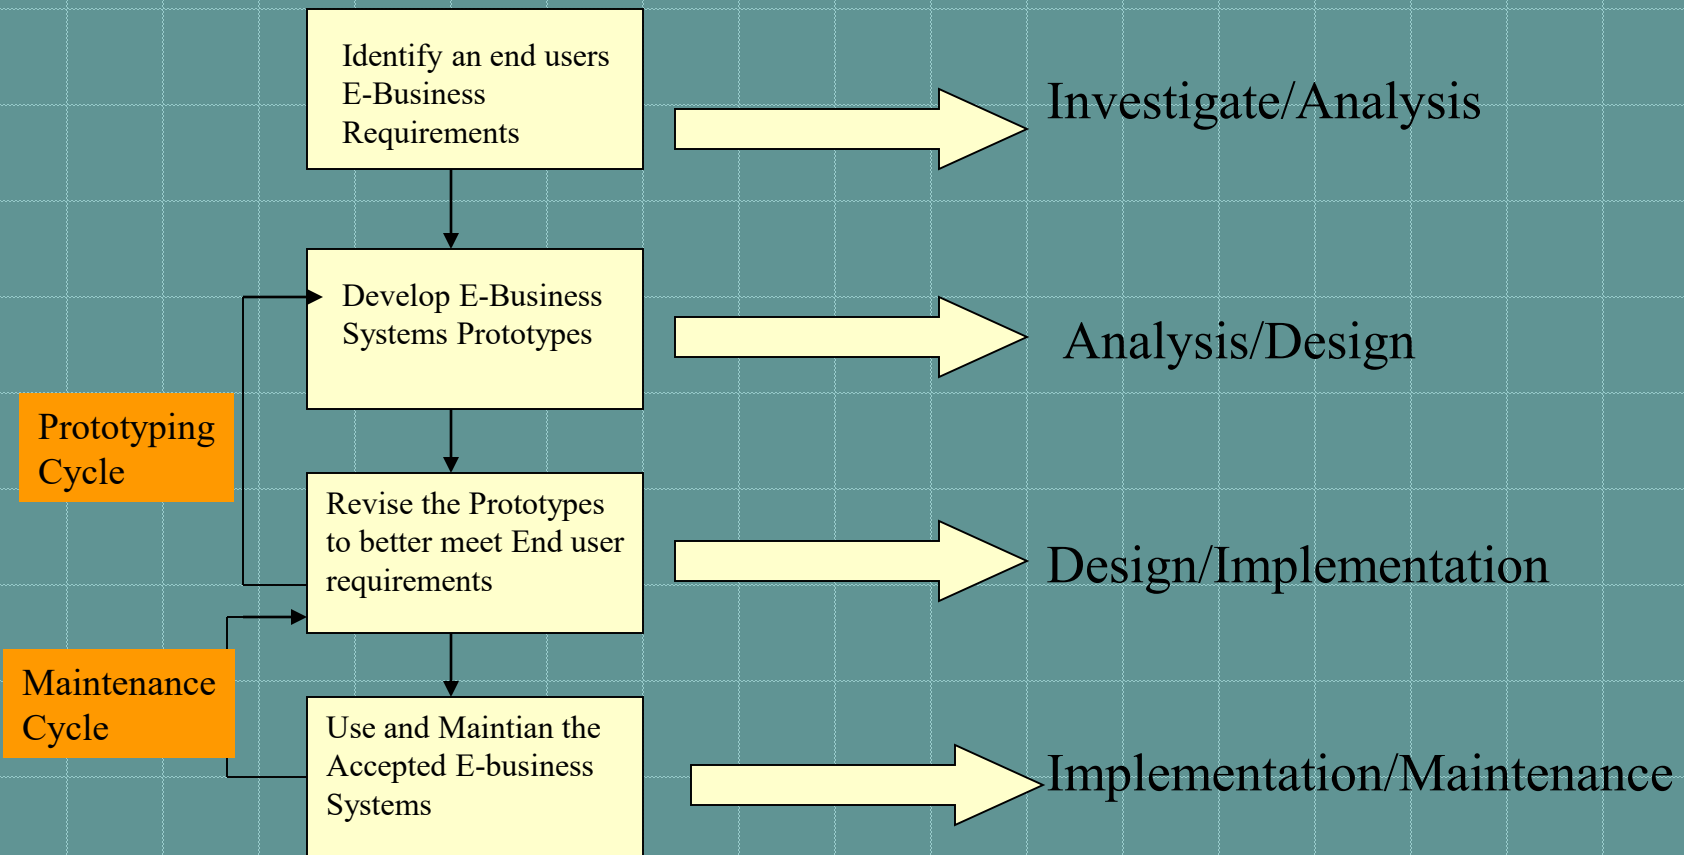 Identify an end users
E-Business
Requirements
Investigate/Analysis
Develop E-Business
Systems Prototypes
Analysis/Design
Prototyping
Cycle
Revise the Prototypes
to better meet End user
requirements
Design/Implementation
Maintenance
Cycle
Use and Maintian the
Accepted E-business
Systems
Implementation/Maintenance